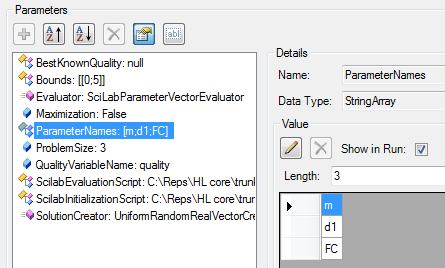 Parameters
BestKnownQuality: null
Bounds: [[0;5]]
Evaluator: SciLabParameterVectorEvaluator
Maximization: False
ParameterNames: [m;d1;FC]
ProblemSize: 3
QualityVariableName: quality
ScilabEvaluationScript: C:\Reps\HL core\trunk
ScilabInitializationScript: C:\Reps\HL core\t
SolutionCreator: UniformRandomRealVectorCre
Details
Name: ParameterNames
Data Type: StringArray
Value
Show in Run:
Length: 3
m
d1
FC